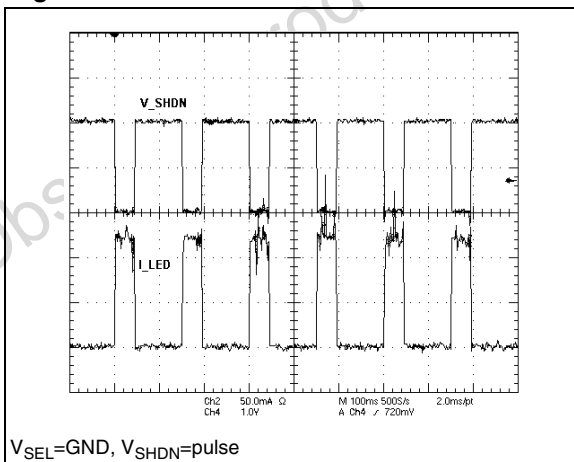 V_SHDN
I_LED
Ch2 50.0mA Ω M 100ms 500S/s 2.0ms/pt
Ch4 1.0V A Ch4 ∕ 720mV
VSEL=GND, VSHDN=pulse